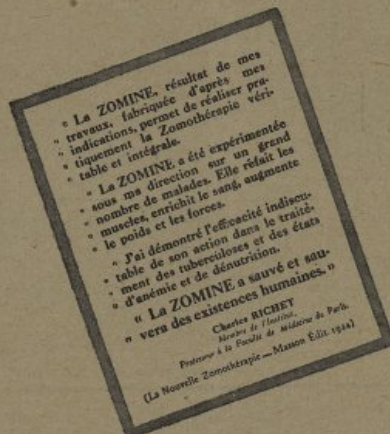 « La ZOMINE, résultat de mes
« travaux, fabriquée d'après mes
« indications, permet de réaliser pra-
« tiquement la Zomothérapie véri-
« table et intégrale.
« La ZOMINE a été expérimentée
« sous ma direction sur un grand
« nombre de malades. Elle refait les
« muscles, enrichit le sang, augmente
« le poids et les forces.
« J'ai démontré l'efficacité indiscu-
« table de son action dans le traite-
« ment des tuberculoses et des états
« d'anémie et de dénutrition.
« La ZOMINE a sauvé et sau-
« vera des existences humaines. »
Charles RICHET
Membre de l'Institut,
Professeur à la Faculté de Médecine de Paris.
(La Nouvelle Zomothérapie — Masson Édit.